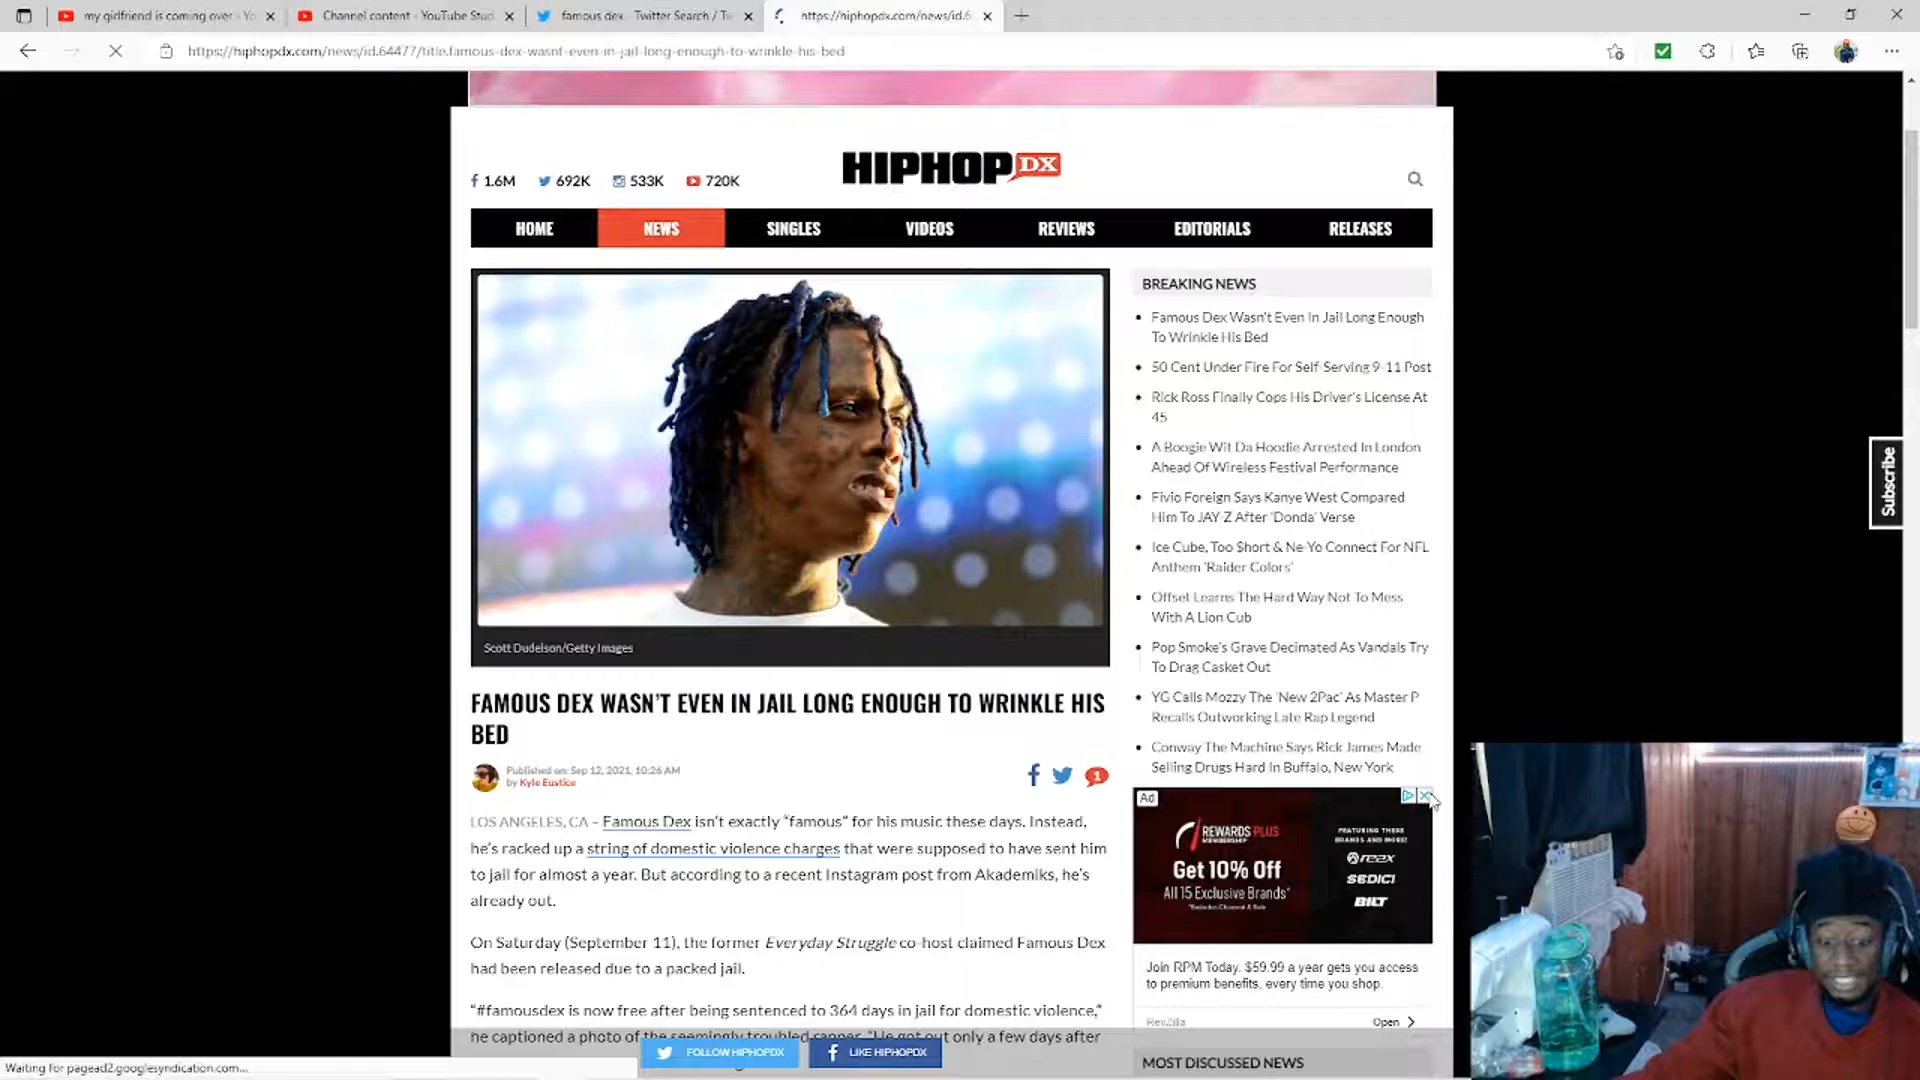 my girlfriend is coming over - Yo
Channel content - YouTube Stud
famous dex - Twitter Search / Tw
https://hiphopdx.com/news/id.6
https://hiphopdx.com/news/id.64477/title.famous-dex-wasnt-even-in-jail-long-enough-to-wrinkle-his-bed
1.6M 692K 533K 720K
HIPHOPDX
HOME NEWS SINGLES VIDEOS REVIEWS EDITORIALS RELEASES
Scott Dudelson/Getty Images
FAMOUS DEX WASN'T EVEN IN JAIL LONG ENOUGH TO WRINKLE HIS
BED
Published on: Sep 12, 2021, 10:26 AM
by Kyle Eustice
1
LOS ANGELES, CA – Famous Dex isn't exactly "famous" for his music these days. Instead,
he's racked up a string of domestic violence charges that were supposed to have sent him
to jail for almost a year. But according to a recent Instagram post from Akademiks, he's
already out.
On Saturday (September 11), the former Everyday Struggle co-host claimed Famous Dex
had been released due to a packed jail.
"#famousdex is now free after being sentenced to 364 days in jail for domestic violence,"
he captioned a photo of the seemingly troubled rapper. "He got out only a few days after
FOLLOW HIPHOPDX
LIKE HIPHOPDX
BREAKING NEWS
Famous Dex Wasn't Even In Jail Long Enough
To Wrinkle His Bed
50 Cent Under Fire For Self-Serving 9-11 Post
Rick Ross Finally Cops His Driver's License At
45
A Boogie Wit Da Hoodie Arrested In London
Ahead Of Wireless Festival Performance
Fivio Foreign Says Kanye West Compared
Him To JAY-Z After 'Donda' Verse
Ice Cube, Too $hort & Ne-Yo Connect For NFL
Anthem 'Raider Colors'
Offset Learns The Hard Way Not To Mess
With A Lion Cub
Pop Smoke's Grave Decimated As Vandals Try
To Drag Casket Out
YG Calls Mozzy The 'New 2Pac' As Master P
Recalls Outworking Late Rap Legend
Conway The Machine Says Rick James Made
Selling Drugs Hard In Buffalo, New York
Ad
REWARDS PLUS
MEMBERSHIP
Get 10% Off
All 15 Exclusive Brands*
FEATURING THESE
BRANDS AND MORE!
REAX
SEDICI
BILT
Join RPM Today. $59.99 a year gets you access
to premium benefits, every time you shop.
RevZilla
Open
MOST DISCUSSED NEWS
Subscribe
Waiting for pagead2.googlesyndication.com...